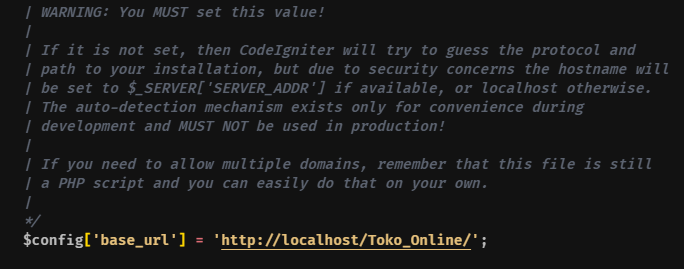 | WARNING: You MUST set this value!
|
| If it is not set, then CodeIgniter will try to guess the protocol and
| path to your installation, but due to security concerns the hostname will
| be set to $_SERVER['SERVER_ADDR'] if available, or localhost otherwise.
| The auto-detection mechanism exists only for convenience during
| development and MUST NOT be used in production!
|
| If you need to allow multiple domains, remember that this file is still
| a PHP script and you can easily do that on your own.
|
*/
$config['base_url'] = 'http://localhost/Toko_Online/';